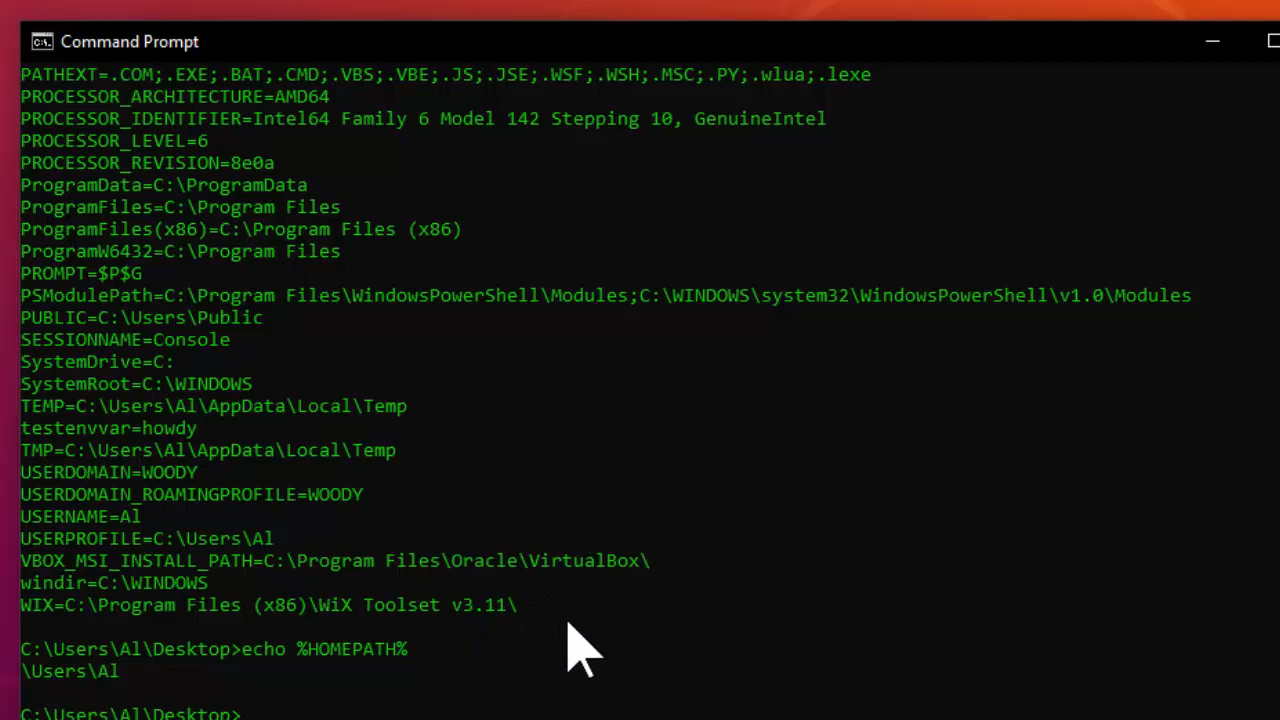 Command Prompt
PATHEXT=.COM;.EXE;.BAT;.CMD;.VBS;.VBE;.JS;.JSE;.WSF;.WSH;.MSC;.PY;.wlua;.lexe
PROCESSOR_ARCHITECTURE=AMD64
PROCESSOR_IDENTIFIER=Intel64 Family 6 Model 142 Stepping 10, GenuineIntel
PROCESSOR_LEVEL=6
PROCESSOR_REVISION=8e0a
ProgramData=C:\ProgramData
ProgramFiles=C:\Program Files
ProgramFiles(x86)=C:\Program Files (x86)
ProgramW6432=C:\Program Files
PROMPT=$P$G
PSModulePath=C:\Program Files\WindowsPowerShell\Modules;C:\WINDOWS\system32\WindowsPowerShell\v1.0\Modules
PUBLIC=C:\Users\Public
SESSIONNAME=Console
SystemDrive=C:
SystemRoot=C:\WINDOWS
TEMP=C:\Users\Al\AppData\Local\Temp
testenvvar=howdy
TMP=C:\Users\Al\AppData\Local\Temp
USERDOMAIN=WOODY
USERDOMAIN_ROAMINGPROFILE=WOODY
USERNAME=Al
USERPROFILE=C:\Users\Al
VBOX_MSI_INSTALL_PATH=C:\Program Files\Oracle\VirtualBox\
windir=C:\WINDOWS
WIX=C:\Program Files (x86)\WiX Toolset v3.11\
C:\Users\Al\Desktop>echo %HOMEPATH%
\Users\Al
C:\Users\Al\Desktop>